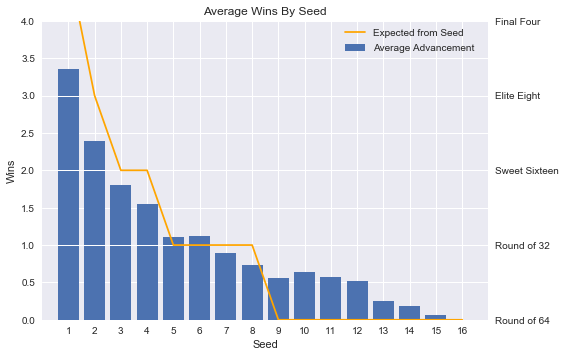 Average Wins By Seed
Expected from Seed
Average Advancement
Wins
4.0
3.5
3.0
2.5
2.0
1.5
1.0
0.5
0.0
Final Four
Elite Eight
Sweet Sixteen
Round of 32
Round of 64
1 2 3 4 5 6 7 8 9 10 11 12 13 14 15 16
Seed